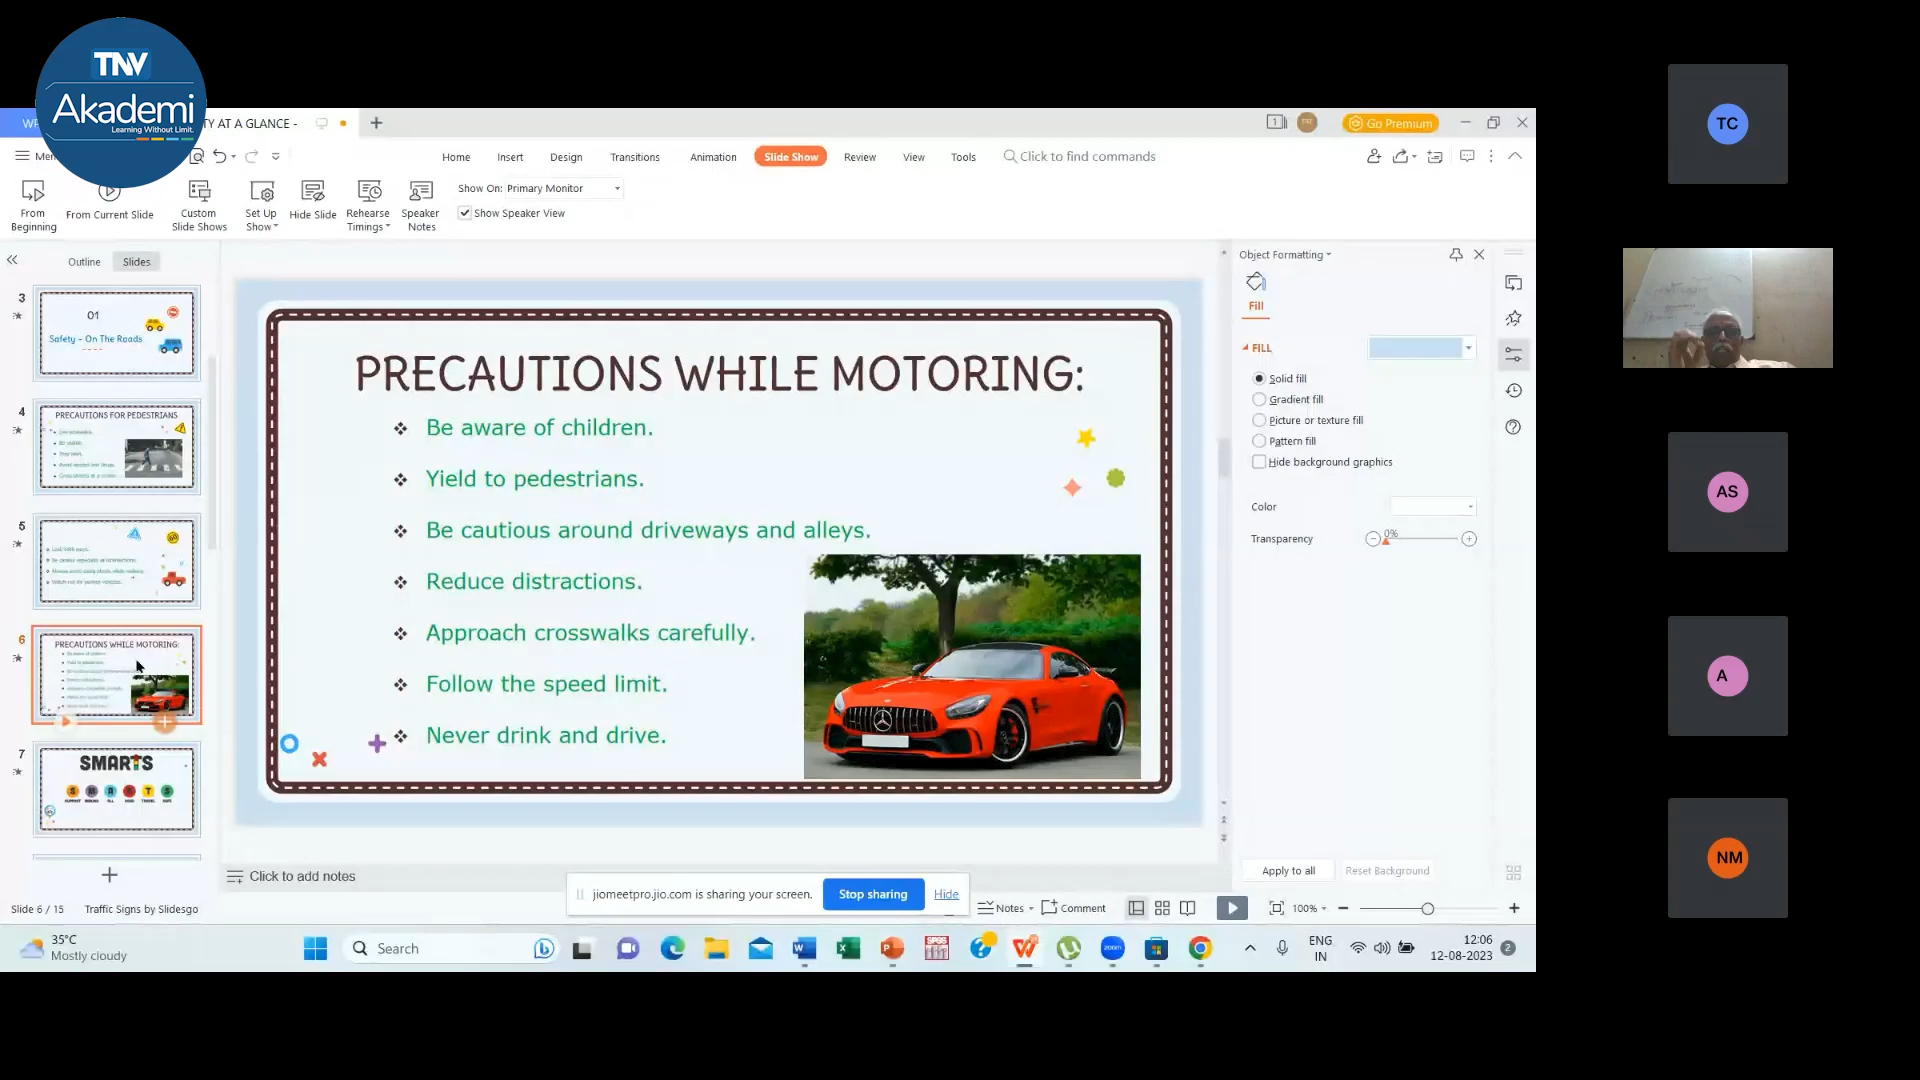 TNV
Akademi
Learning Without Limit.
TY AT A GLANCE -
1
Go Premium
Home Insert Design Transitions Animation Slide Show Review View Tools Click to find commands
From Beginning
From Current Slide
Custom Slide Shows
Set Up Show
Hide Slide
Rehearse Timings
Speaker Notes
Show On: Primary Monitor
Show Speaker View
Outline Slides
3
01
Safety - On The Roads
4
PRECAUTIONS FOR PEDESTRIANS
5
6
PRECAUTIONS WHILE MOTORING:
7
SMARTS
PRECAUTIONS WHILE MOTORING:
Be aware of children.
Yield to pedestrians.
Be cautious around driveways and alleys.
Reduce distractions.
Approach crosswalks carefully.
Follow the speed limit.
Never drink and drive.
Object Formatting
Fill
FILL
Solid fill
Gradient fill
Picture or texture fill
Pattern fill
Hide background graphics
Color
Transparency 0%
Apply to all Reset Background
Click to add notes
jiomeetpro.jio.com is sharing your screen. Stop sharing Hide
Slide 6 / 15 Traffic Signs by Slidesgo
Notes Comment 100%
35°C
Mostly cloudy
Search
ENG
IN
12:06
12-08-2023
2
TC
AS
A
NM